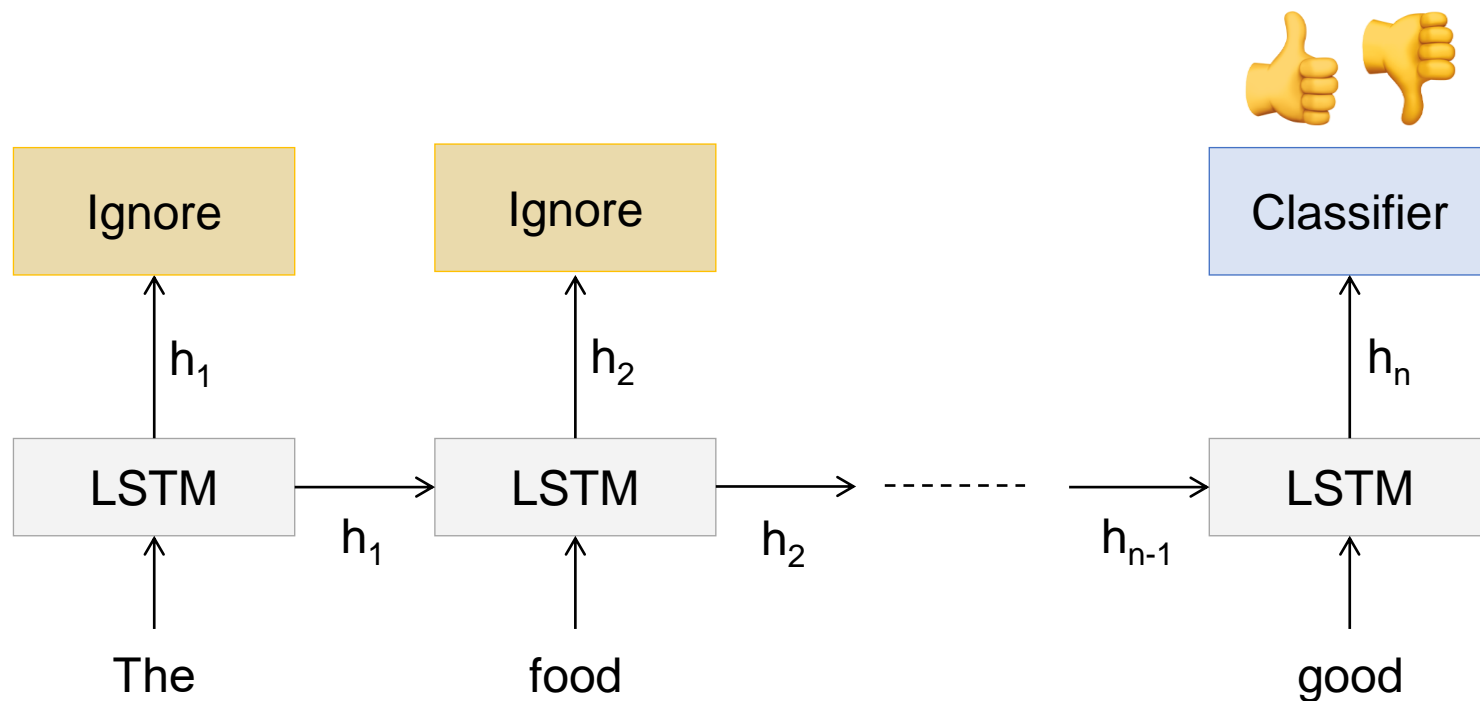 Ignore Ignore Classifier
h₁ h₂ hₙ
LSTM LSTM LSTM
h₁ h₂ hₙ₋₁
The food good